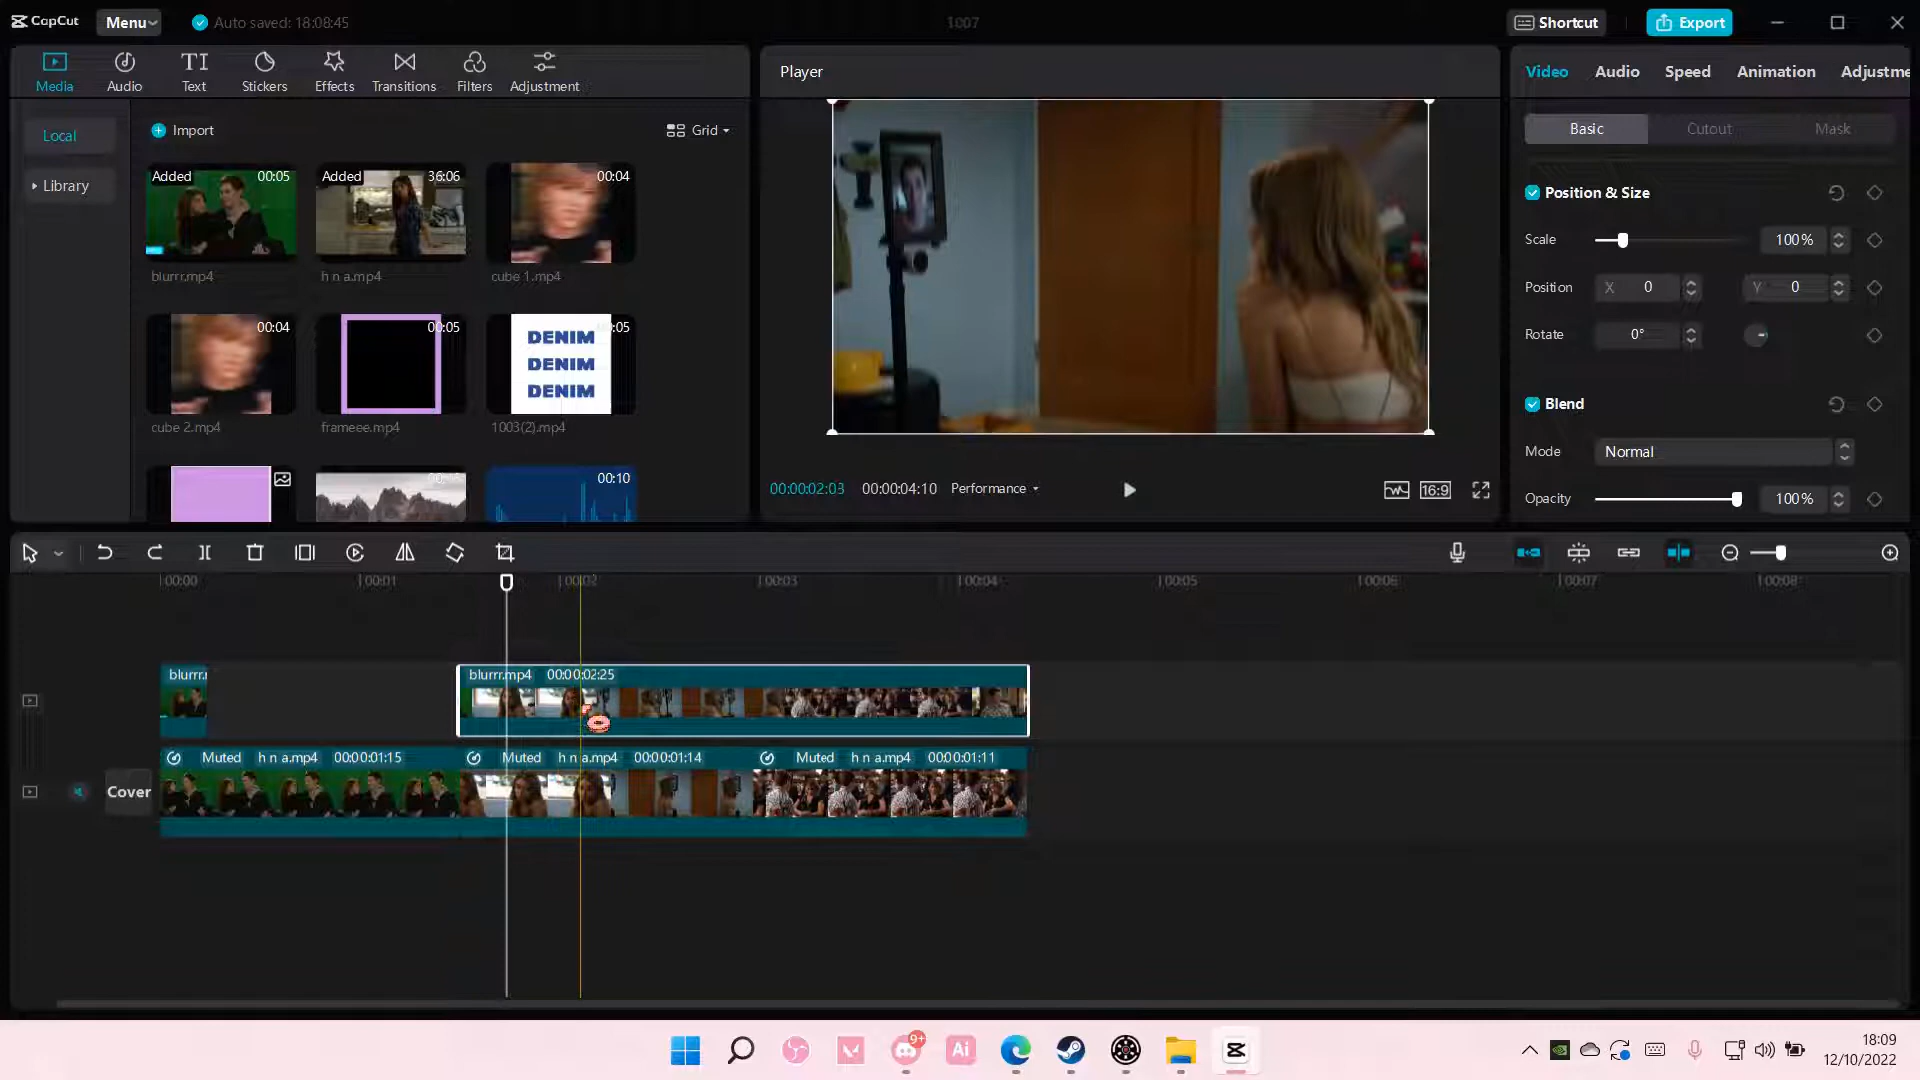 CapCut
Menu
Auto saved: 18:08:45
1007
Shortcut
Export
Media
Audio
Text
Stickers
Effects
Transitions
Filters
Adjustment
Local
Library
Import
Grid
Added 00:05
blurrr.mp4
Added 36:06
h n a.mp4
00:04
cube 1.mp4
00:04
cube 2.mp4
00:05
frameee.mp4
DENIM
DENIM
DENIM
:05
1003(2).mp4
00:10
Player
00:00:02:03
00:00:04:10
Performance
16:9
Video
Audio
Speed
Animation
Adjustme
Basic
Cutout
Mask
Position & Size
Scale
100%
Position
X 0
Y 0
Rotate
0°
Blend
Mode
Normal
Opacity
100%
00:00
00:01
00:02
00:03
00:04
00:05
00:06
00:07
00:08
blurrr.r
blurrr.mp4 00:00:02:25
Muted h n a.mp4 00:00:01:15
Muted h n a.mp4 00:00:01:14
Muted h n a.mp4 00:00:01:11
Cover
9+
Ai
18:09
12/10/2022